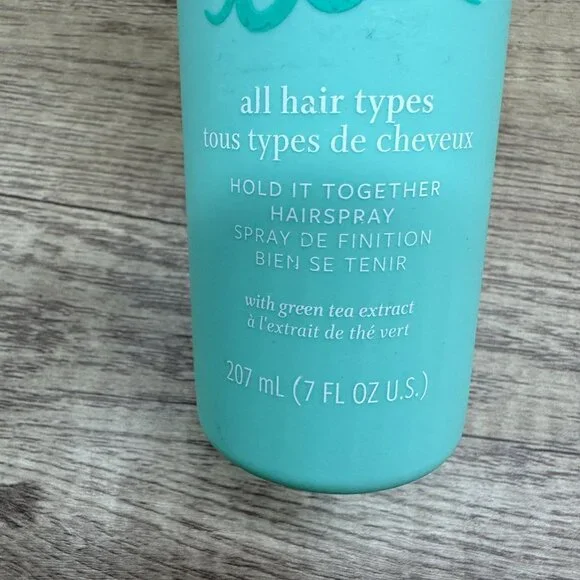 all hair types
tous types de cheveux
HOLD IT TOGETHER
HAIRSPRAY
SPRAY DE FINITION
BIEN SE TENIR
with green tea extract
à l'extrait de thé vert
207 mL (7 FL OZ U.S.)